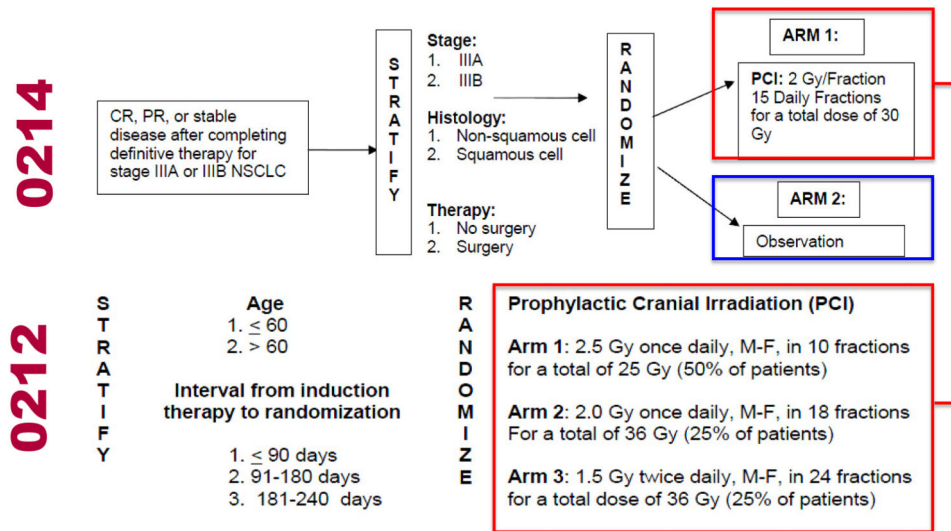 0214
CR, PR, or stable
disease after completing
definitive therapy for
stage IIIA or IIIB NSCLC
STRATIFY
Stage:
1. IIIA
2. IIIB
Histology:
1. Non-squamous cell
2. Squamous cell
Therapy:
1. No surgery
2. Surgery
RANDOMIZE
ARM 1:
PCI: 2 Gy/Fraction
15 Daily Fractions
for a total dose of 30
Gy
ARM 2:
Observation
0212
STRATIFY
Age
1. ≤ 60
2. > 60
Interval from induction
therapy to randomization
1. ≤ 90 days
2. 91-180 days
3. 181-240 days
RANDOMIZE
Prophylactic Cranial Irradiation (PCI)
Arm 1: 2.5 Gy once daily, M-F, in 10 fractions
for a total of 25 Gy (50% of patients)
Arm 2: 2.0 Gy once daily, M-F, in 18 fractions
For a total of 36 Gy (25% of patients)
Arm 3: 1.5 Gy twice daily, M-F, in 24 fractions
for a total dose of 36 Gy (25% of patients)